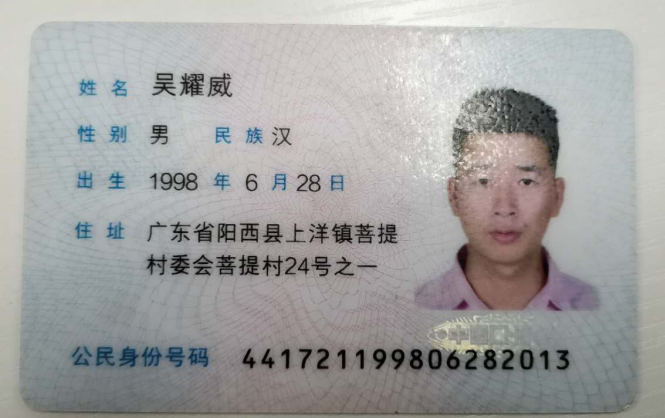 姓名 吴耀威
性别 男 民族 汉
出生 1998 年 6 月 28 日
住址 广东省阳西县上洋镇菩提
村委会菩提村24号之一
公民身份号码 441721199806282013